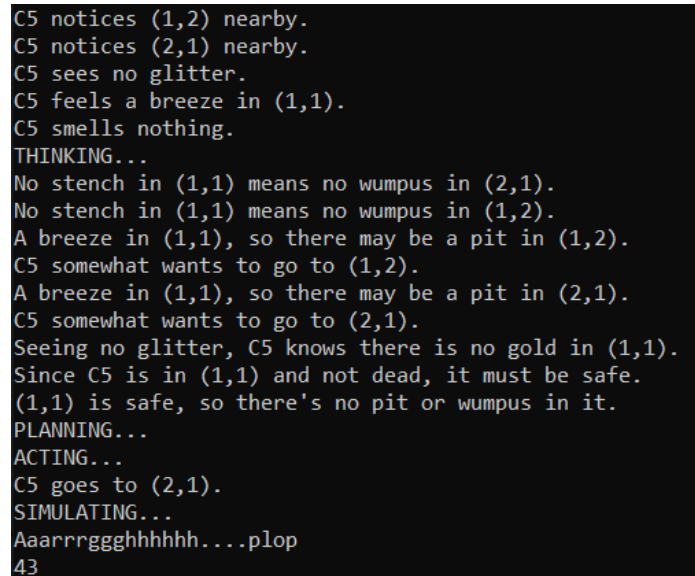 C5 notices (1,2) nearby.
C5 notices (2,1) nearby.
C5 sees no glitter.
C5 feels a breeze in (1,1).
C5 smells nothing.
THINKING...
No stench in (1,1) means no wumpus in (2,1).
No stench in (1,1) means no wumpus in (1,2).
A breeze in (1,1), so there may be a pit in (1,2).
C5 somewhat wants to go to (1,2).
A breeze in (1,1), so there may be a pit in (2,1).
C5 somewhat wants to go to (2,1).
Seeing no glitter, C5 knows there is no gold in (1,1).
Since C5 is in (1,1) and not dead, it must be safe.
(1,1) is safe, so there's no pit or wumpus in it.
PLANNING...
ACTING...
C5 goes to (2,1).
SIMULATING...
Aaarrrggghhhhhh....plop
43